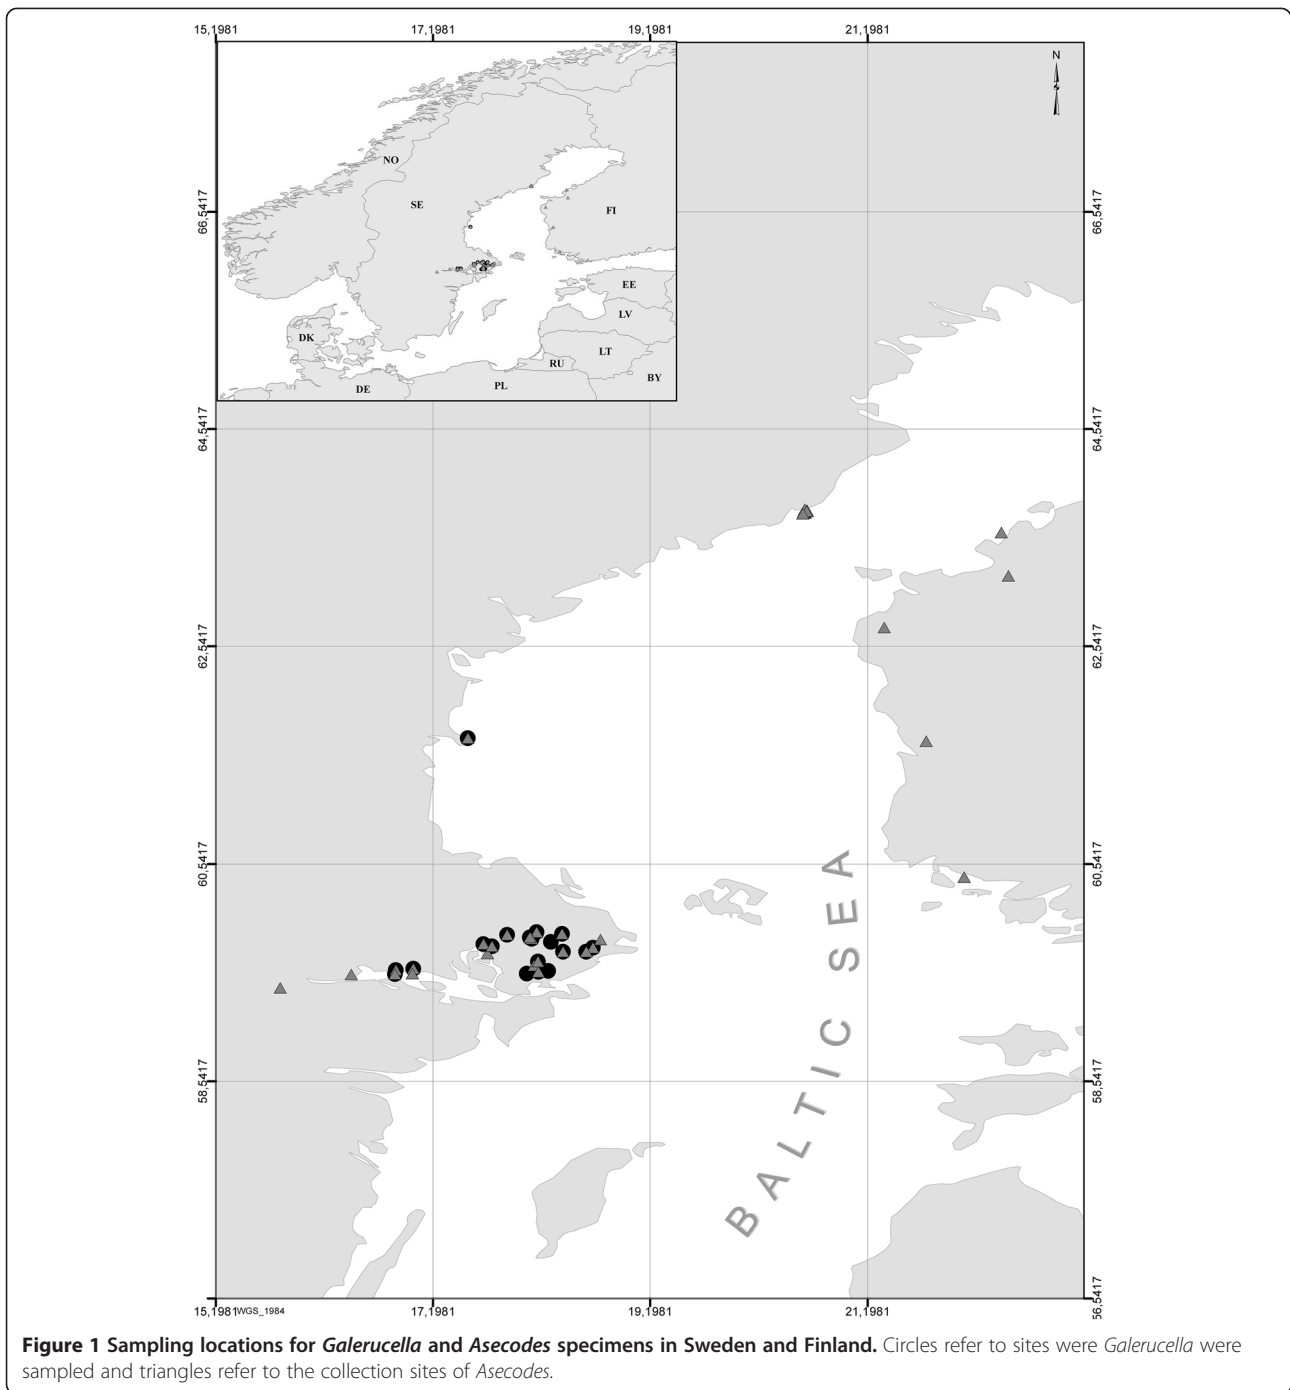 15,1981 17,1981 19,1981 21,1981
N
NO
SE
FI
EE
LV
DK
LT
RU
BY
DE
PL
66,5417 66,5417
64,5417 64,5417
62,5417 62,5417
60,5417 60,5417
58,5417 58,5417
BALTIC SEA
56,5417
15,1981 WGS_1984 17,1981 19,1981 21,1981
Figure 1 Sampling locations for Galerucella and Asecodes specimens in Sweden and Finland. Circles refer to sites were Galerucella were
sampled and triangles refer to the collection sites of Asecodes.